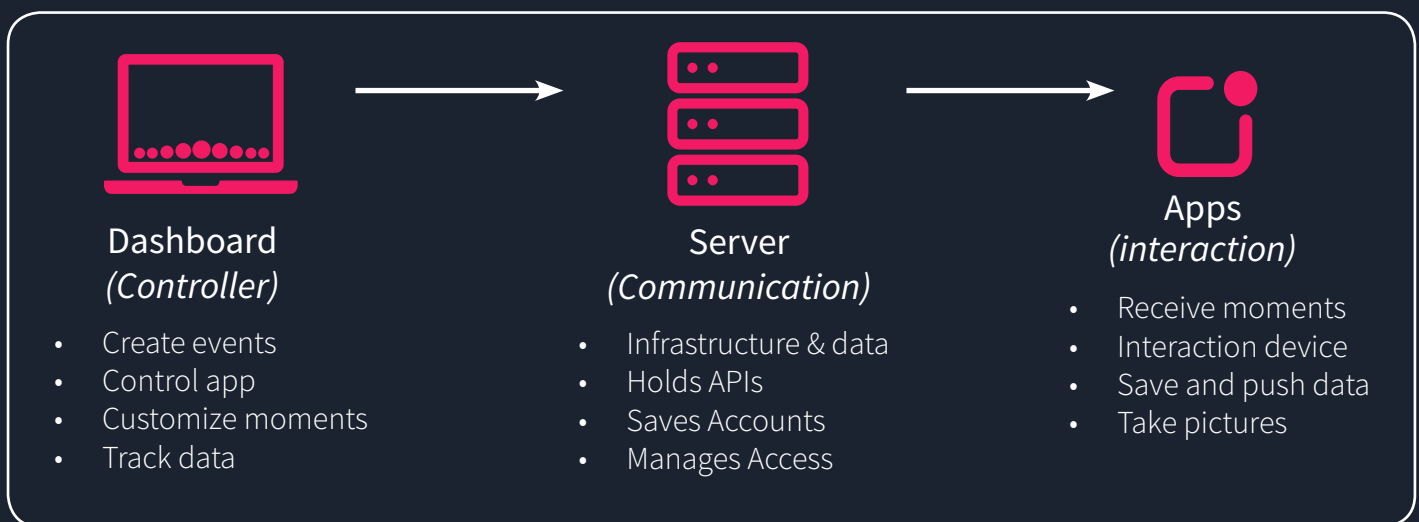 Dashboard
(Controller)
• Create events
• Control app
• Customize moments
• Track data
Server
(Communication)
• Infrastructure & data
• Holds APIs
• Saves Accounts
• Manages Access
Apps
(interaction)
• Receive moments
• Interaction device
• Save and push data
• Take pictures